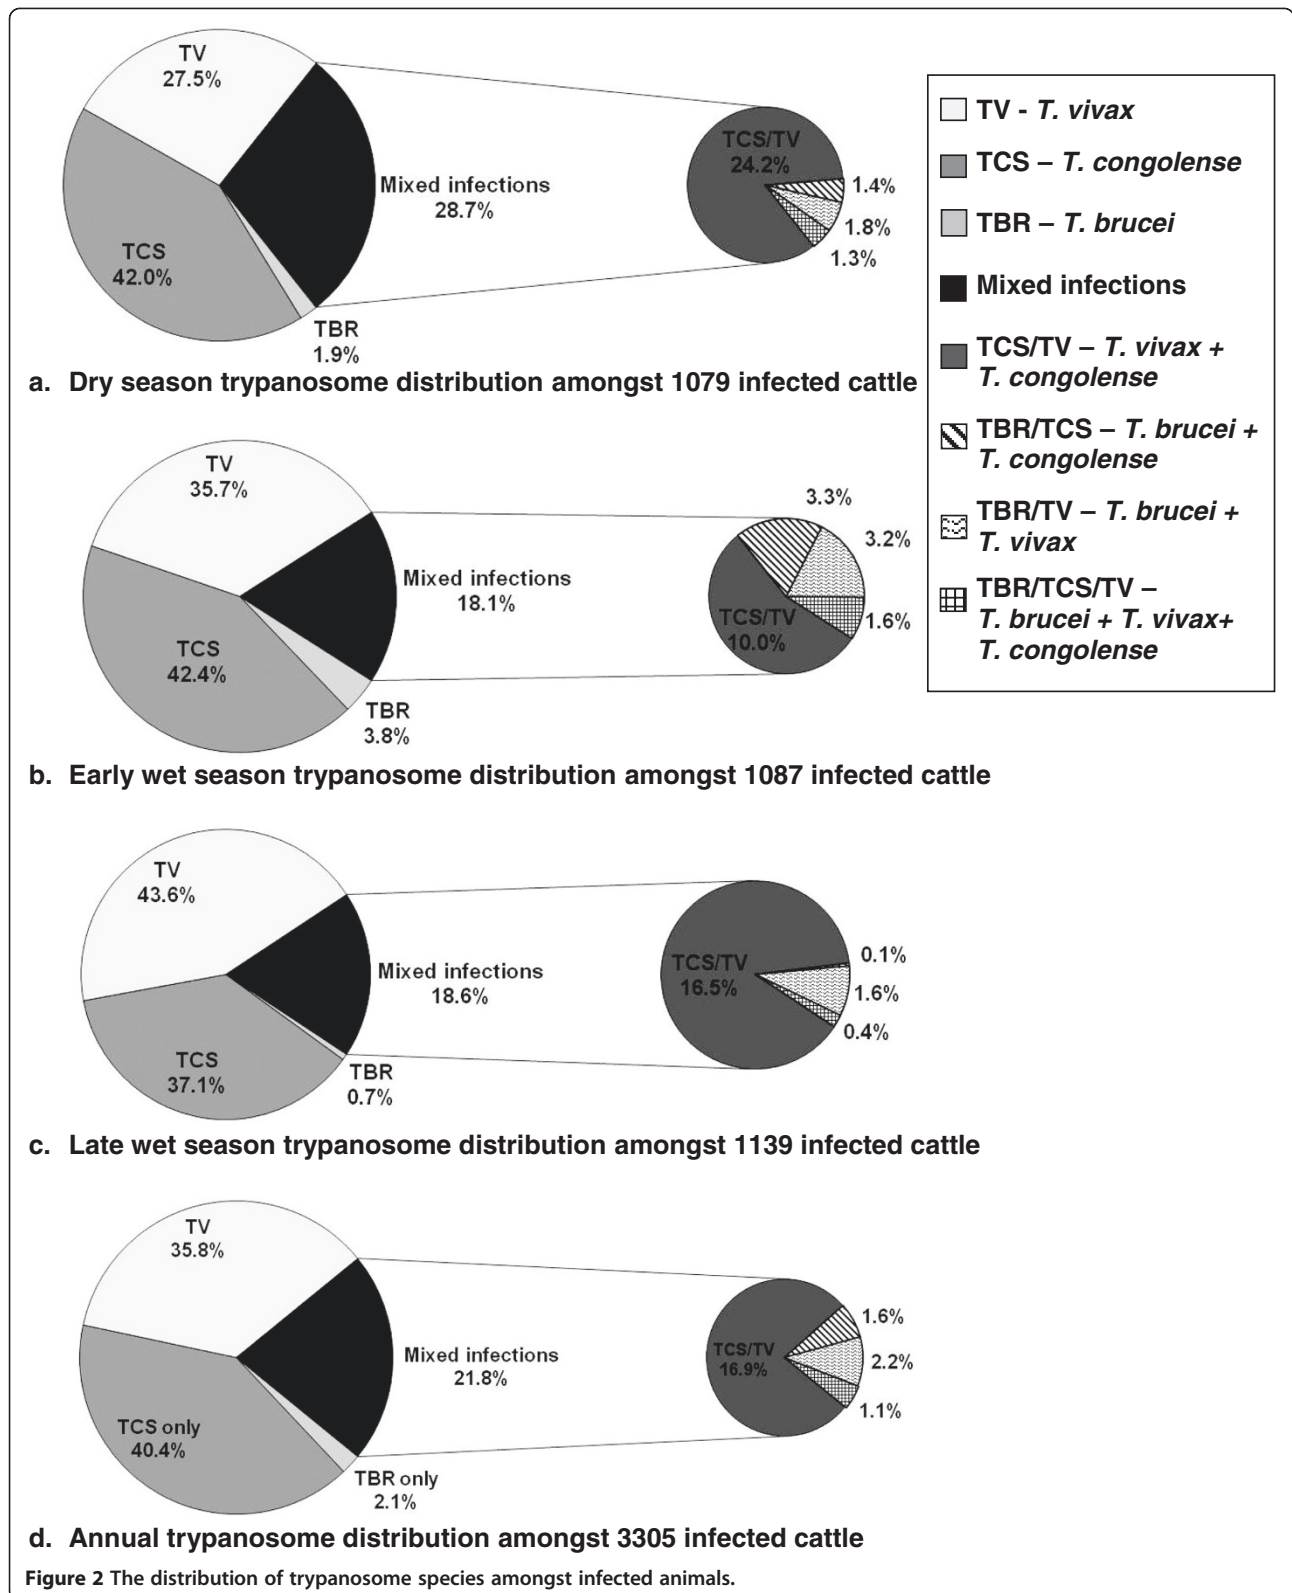 TV
27.5%
TCS
42.0%
Mixed infections
28.7%
TBR
1.9%
TCS/TV
24.2%
1.4%
1.8%
1.3%
a. Dry season trypanosome distribution amongst 1079 infected cattle
TV - T. vivax
TCS – T. congolense
TBR – T. brucei
Mixed infections
TCS/TV – T. vivax +
T. congolense
TBR/TCS – T. brucei +
T. congolense
TBR/TV – T. brucei +
T. vivax
TBR/TCS/TV –
T. brucei + T. vivax+
T. congolense
TV
35.7%
TCS
42.4%
Mixed infections
18.1%
TBR
3.8%
3.3%
3.2%
1.6%
TCS/TV
10.0%
b. Early wet season trypanosome distribution amongst 1087 infected cattle
TV
43.6%
TCS
37.1%
Mixed infections
18.6%
TBR
0.7%
TCS/TV
16.5%
0.1%
1.6%
0.4%
c. Late wet season trypanosome distribution amongst 1139 infected cattle
TV
35.8%
TCS only
40.4%
Mixed infections
21.8%
TBR only
2.1%
TCS/TV
16.9%
1.6%
2.2%
1.1%
d. Annual trypanosome distribution amongst 3305 infected cattle
Figure 2 The distribution of trypanosome species amongst infected animals.